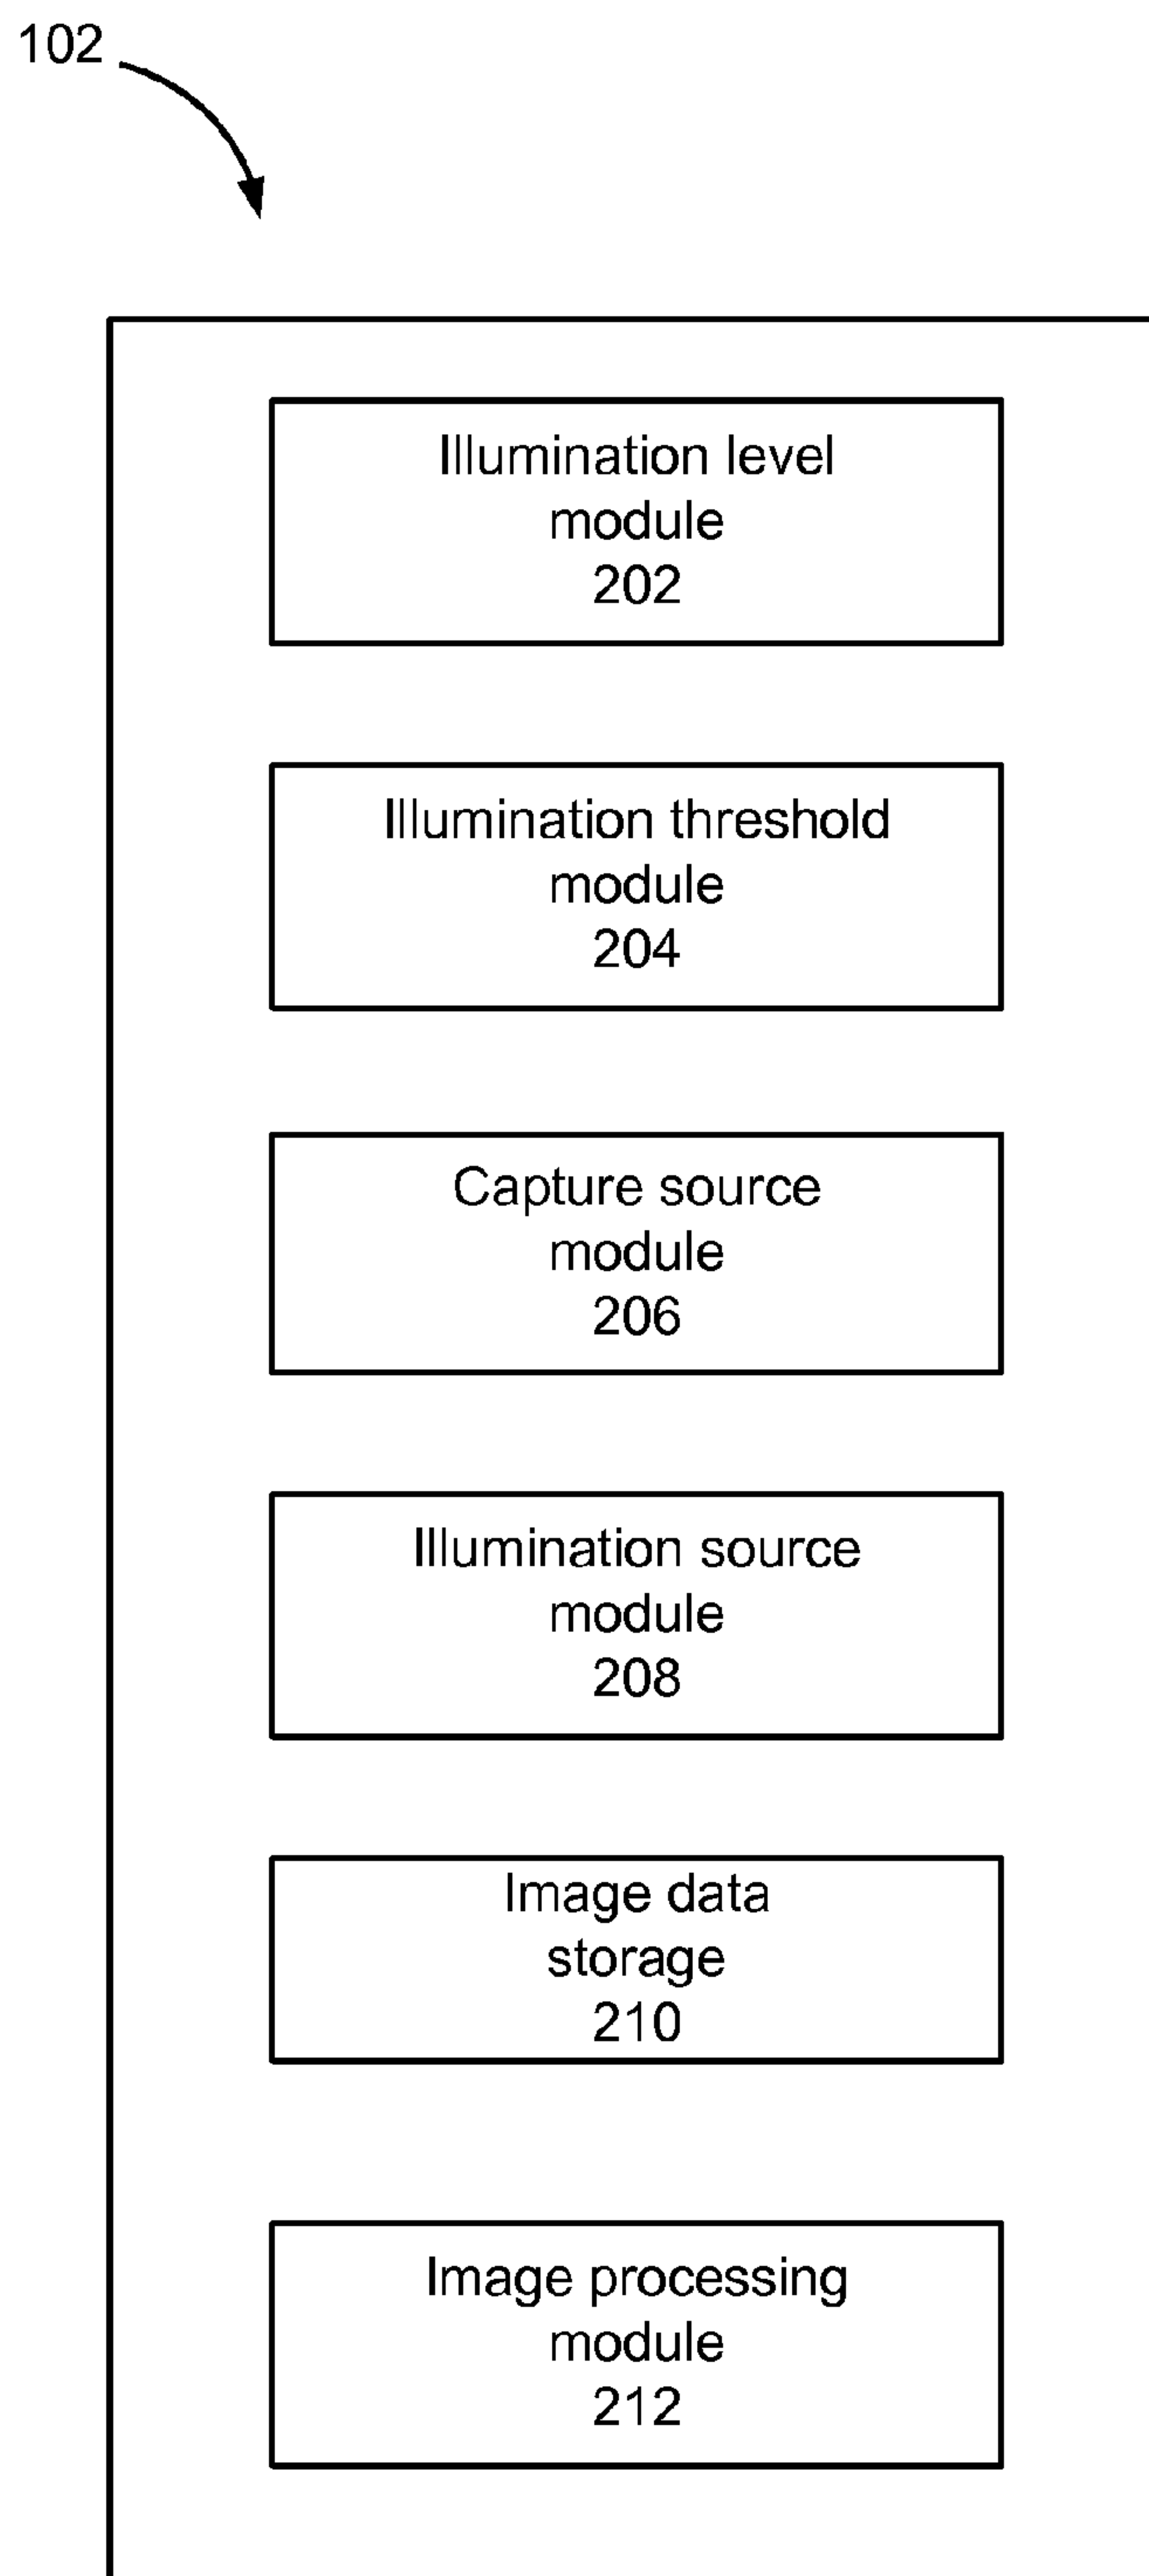 102
Illumination level
module
202
Illumination threshold
module
204
Capture source
module
206
Illumination source
module
208
Image data
storage
210
Image processing
module
212